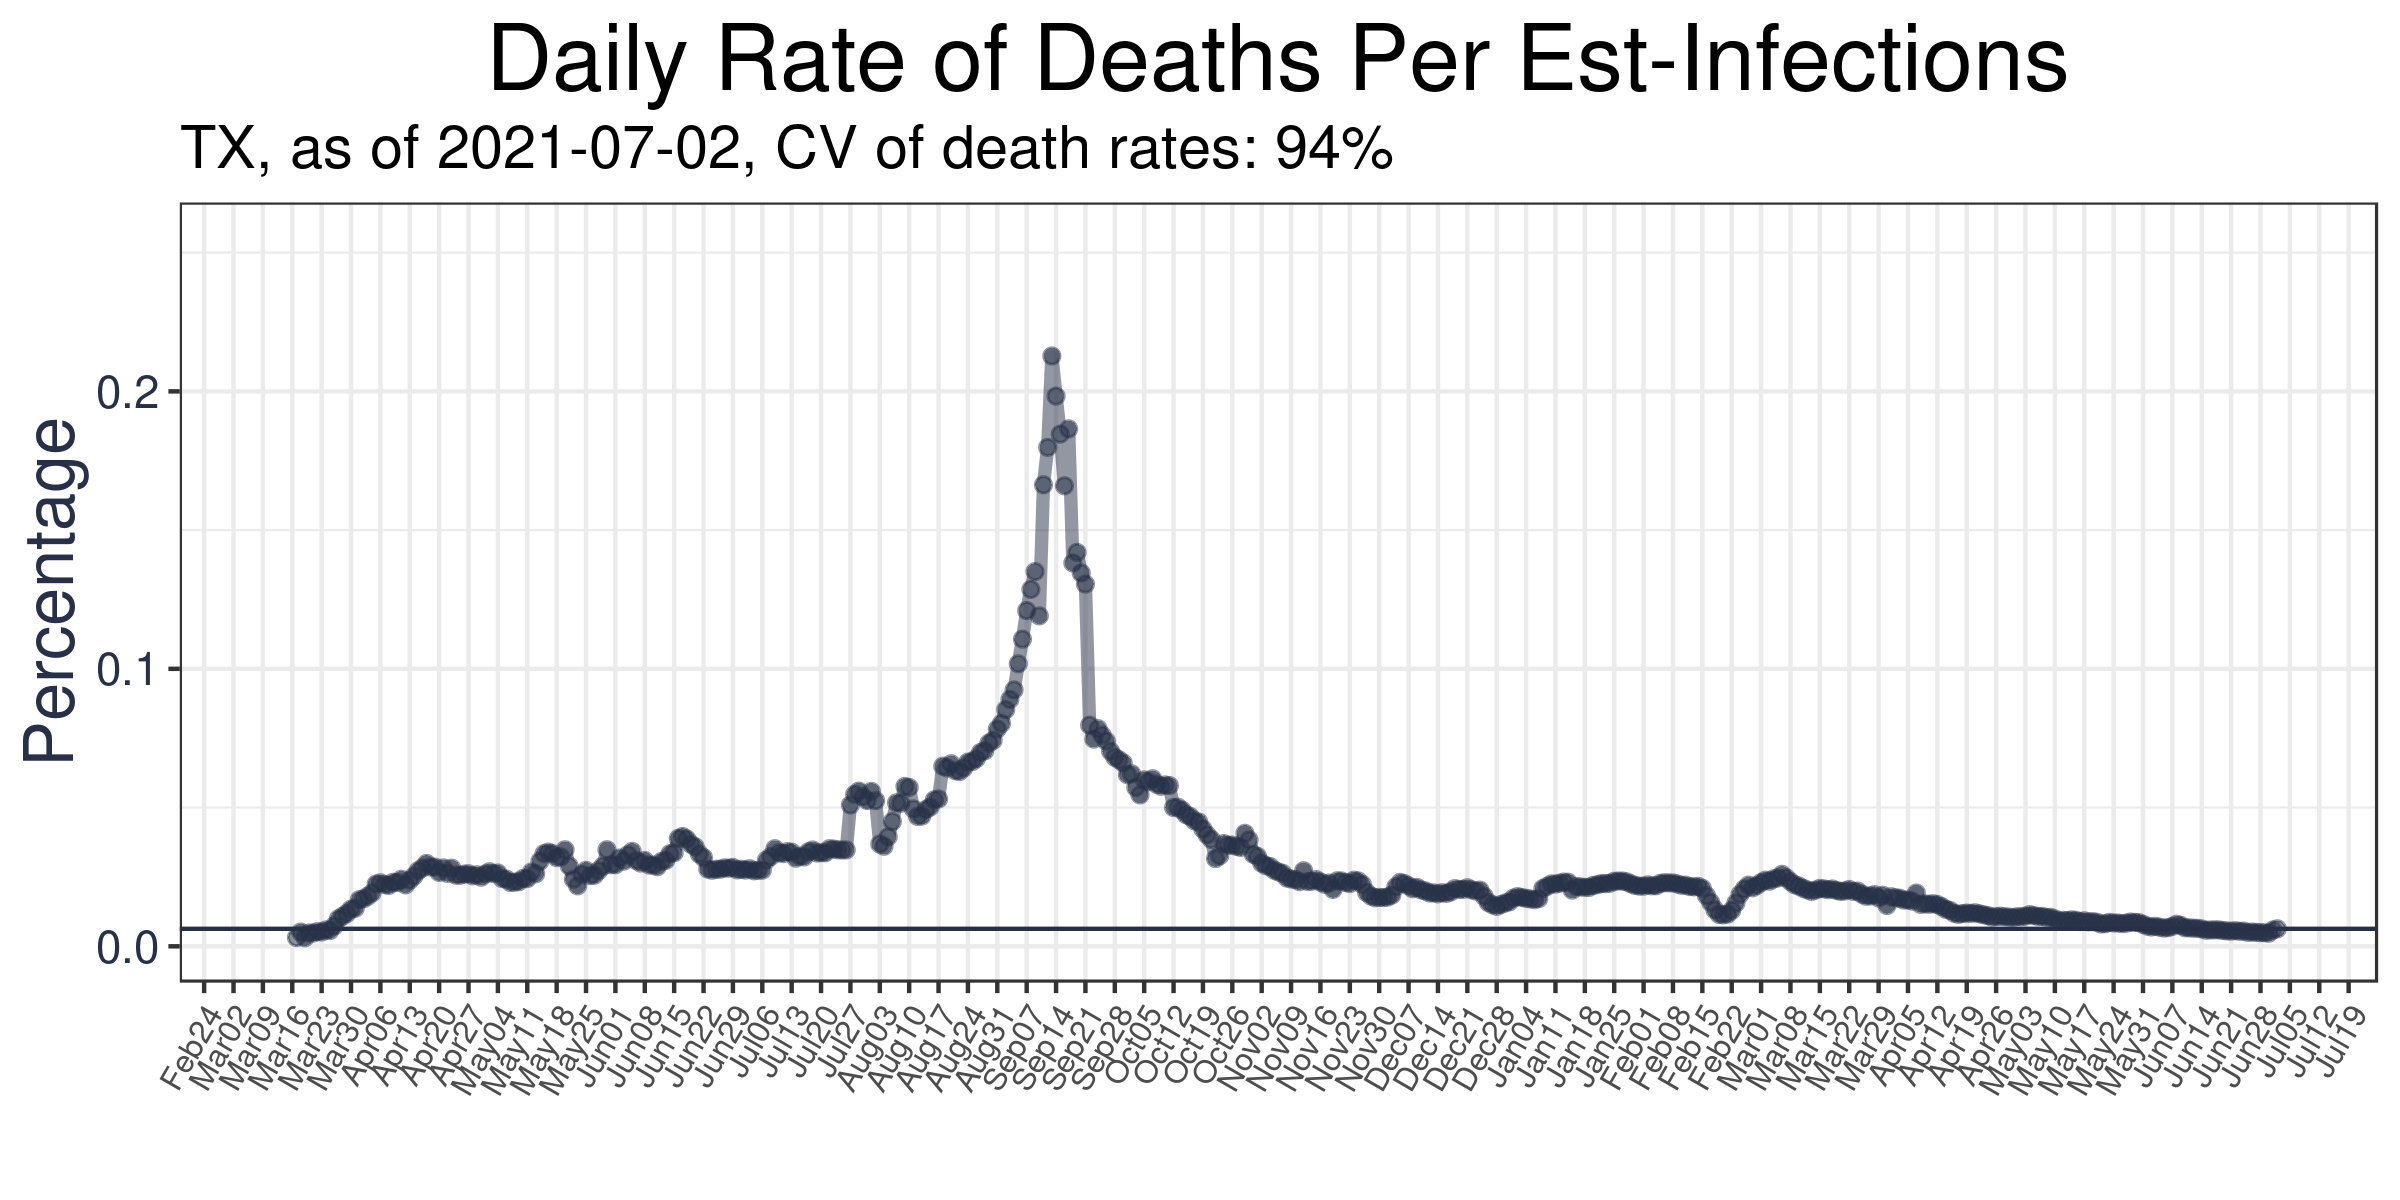 Daily Rate of Deaths Per Est-Infections
TX, as of 2021-07-02, CV of death rates: 94%
Percentage
0.2
0.1
0.0
Feb24
Mar02
Mar09
Mar16
Mar23
Mar30
Apr06
Apr13
Apr20
Apr27
May04
May11
May18
May25
Jun01
Jun08
Jun15
Jun22
Jun29
Jul06
Jul13
Jul20
Jul27
Aug03
Aug10
Aug17
Aug24
Aug31
Sep07
Sep14
Sep21
Sep28
Oct05
Oct12
Oct19
Oct26
Nov02
Nov09
Nov16
Nov23
Nov30
Dec07
Dec14
Dec21
Dec28
Jan04
Jan11
Jan18
Jan25
Feb01
Feb08
Feb15
Feb22
Mar01
Mar08
Mar15
Mar22
Mar29
Apr05
Apr12
Apr19
Apr26
May03
May10
May17
May24
May31
Jun07
Jun14
Jun21
Jun28
Jul05
Jul12
Jul19